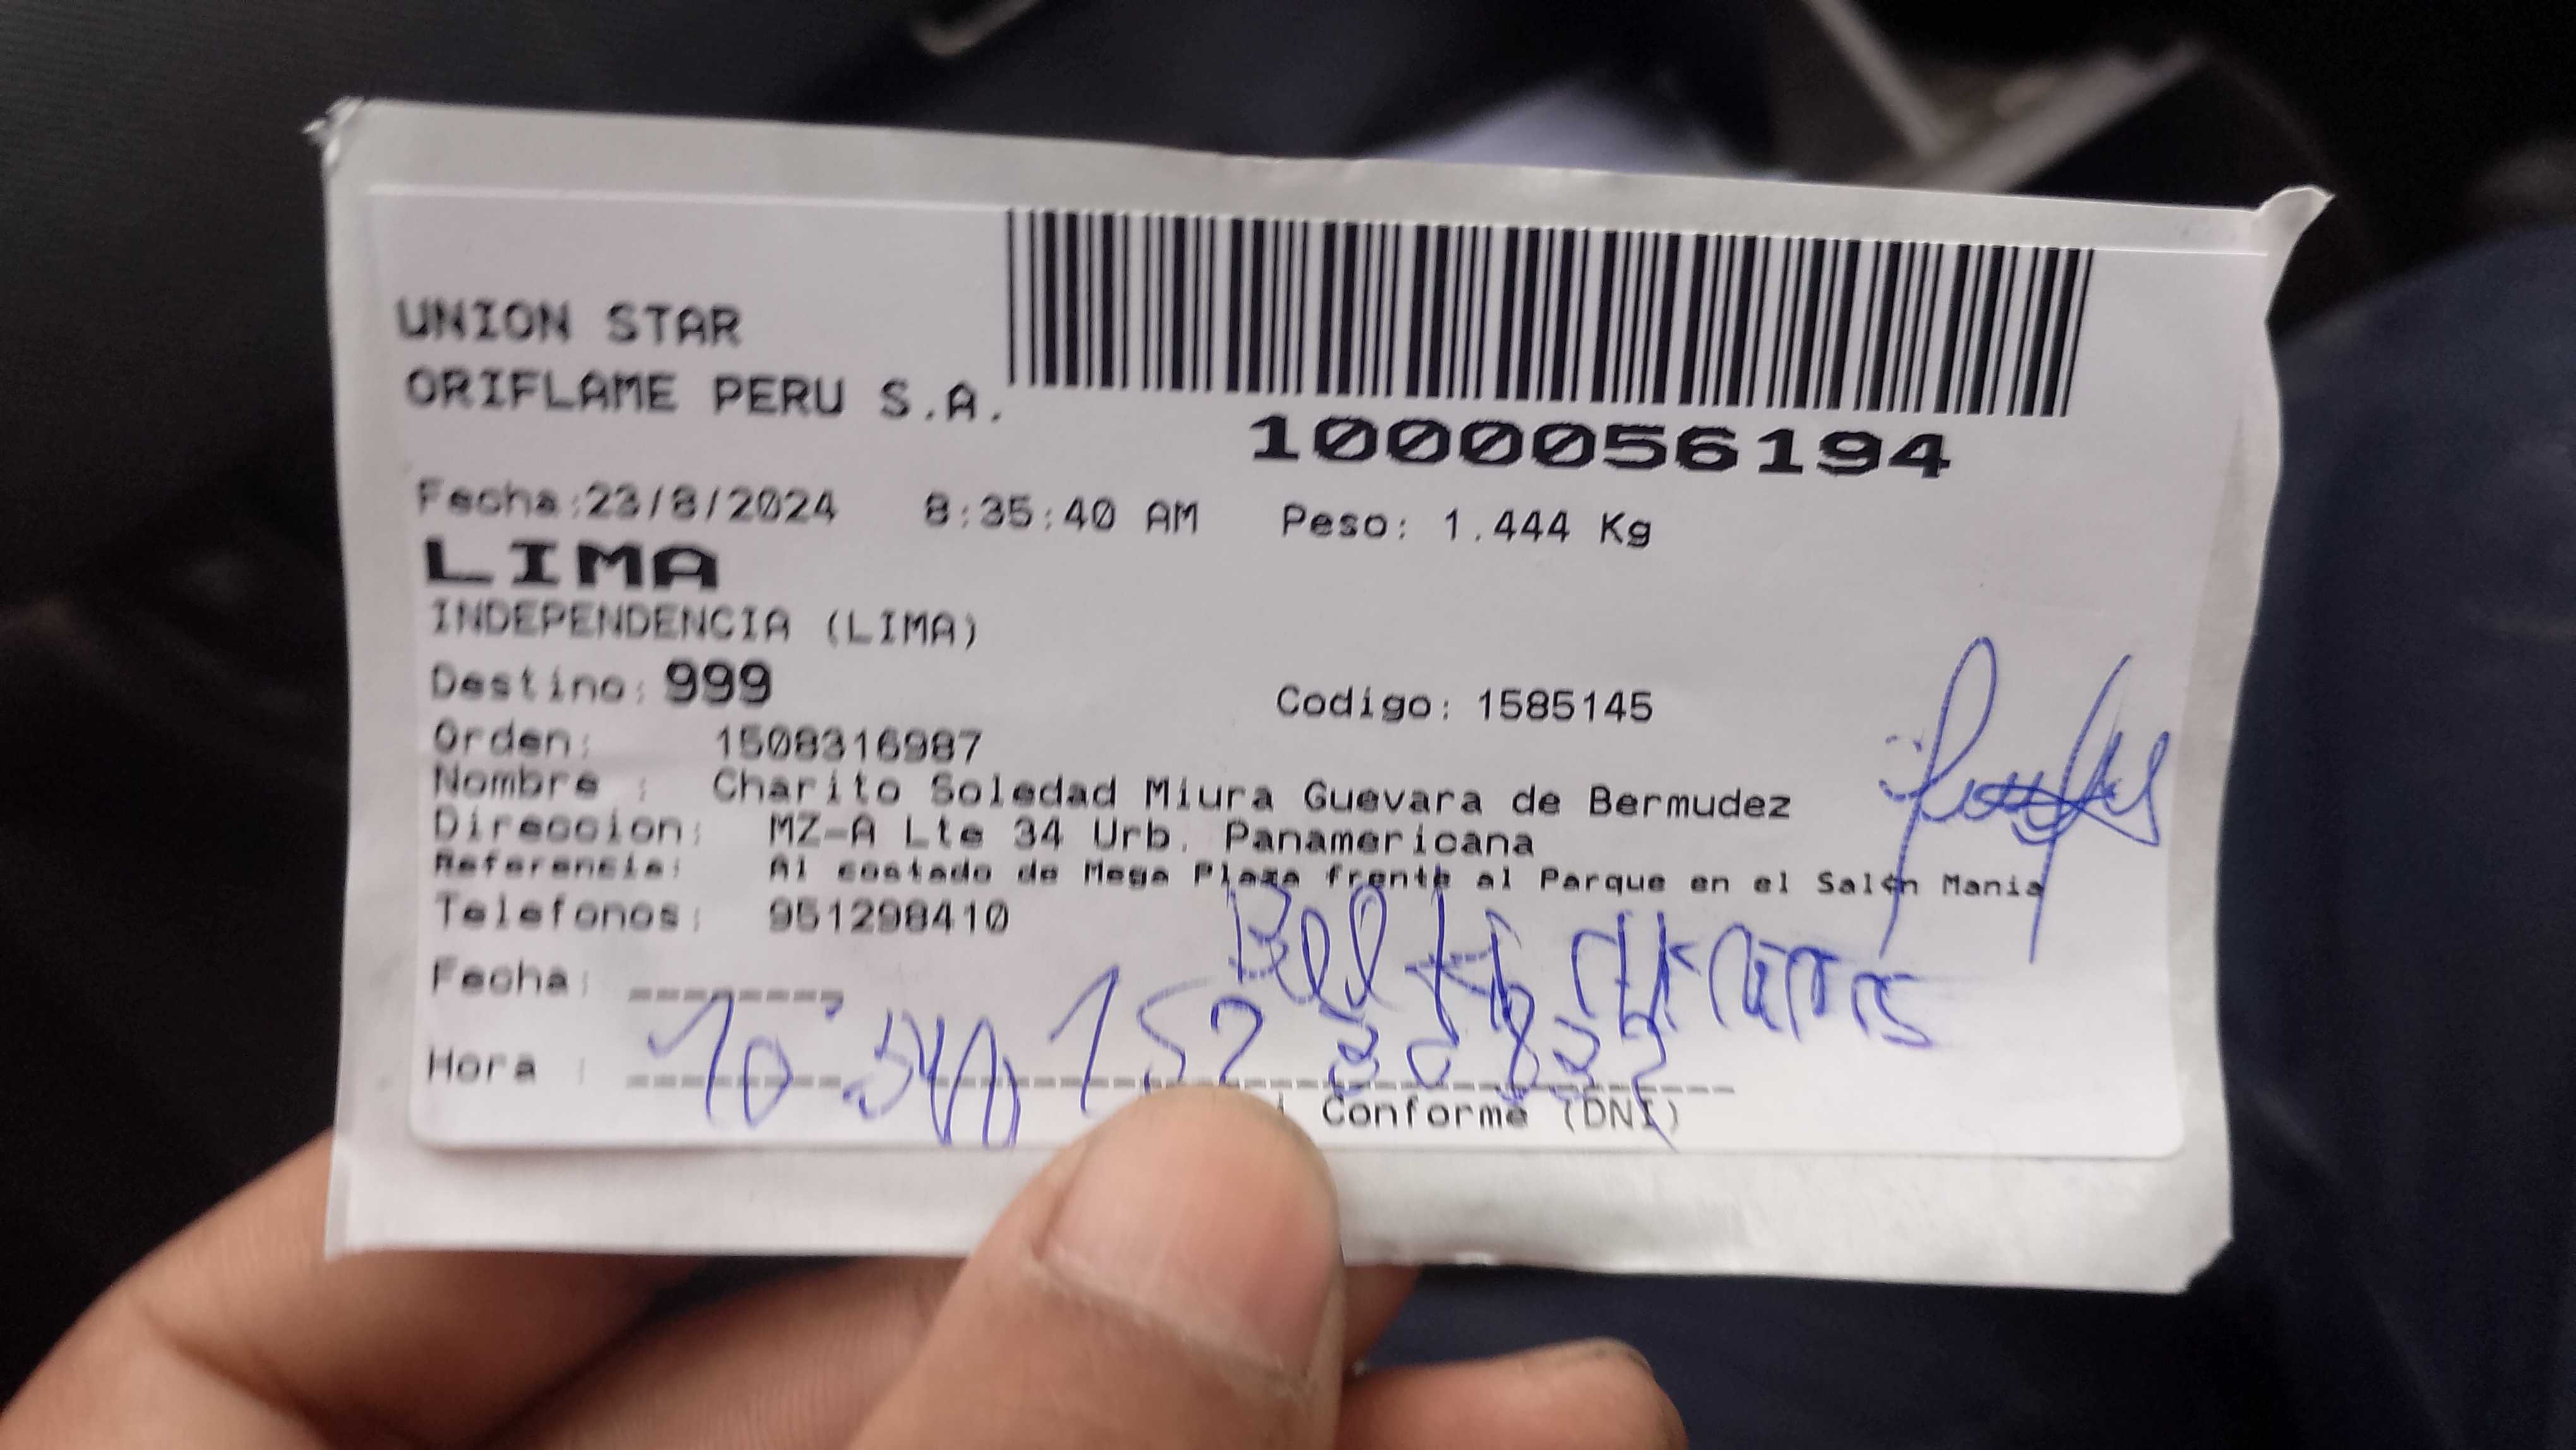 UNION STAR
ORIFLAME PERU S.A.
1000056194
Fecha:23/8/2024 8:35:40 AM Peso: 1.444 Kg
LIMA
INDEPENDENCIA (LIMA)
Destino: 999 Codigo: 1585145
Orden: 1508316987
Nombre : Charito Soledad Miura Guevara de Bermudez
Direccion: MZ-A Lte 34 Urb. Panamericana
Referencia: Al costado de Mega Plaza frente al Parque en el Salón Mania
Telefonos: 951298410
Fecha:
Hora :
Conforme (DNI)